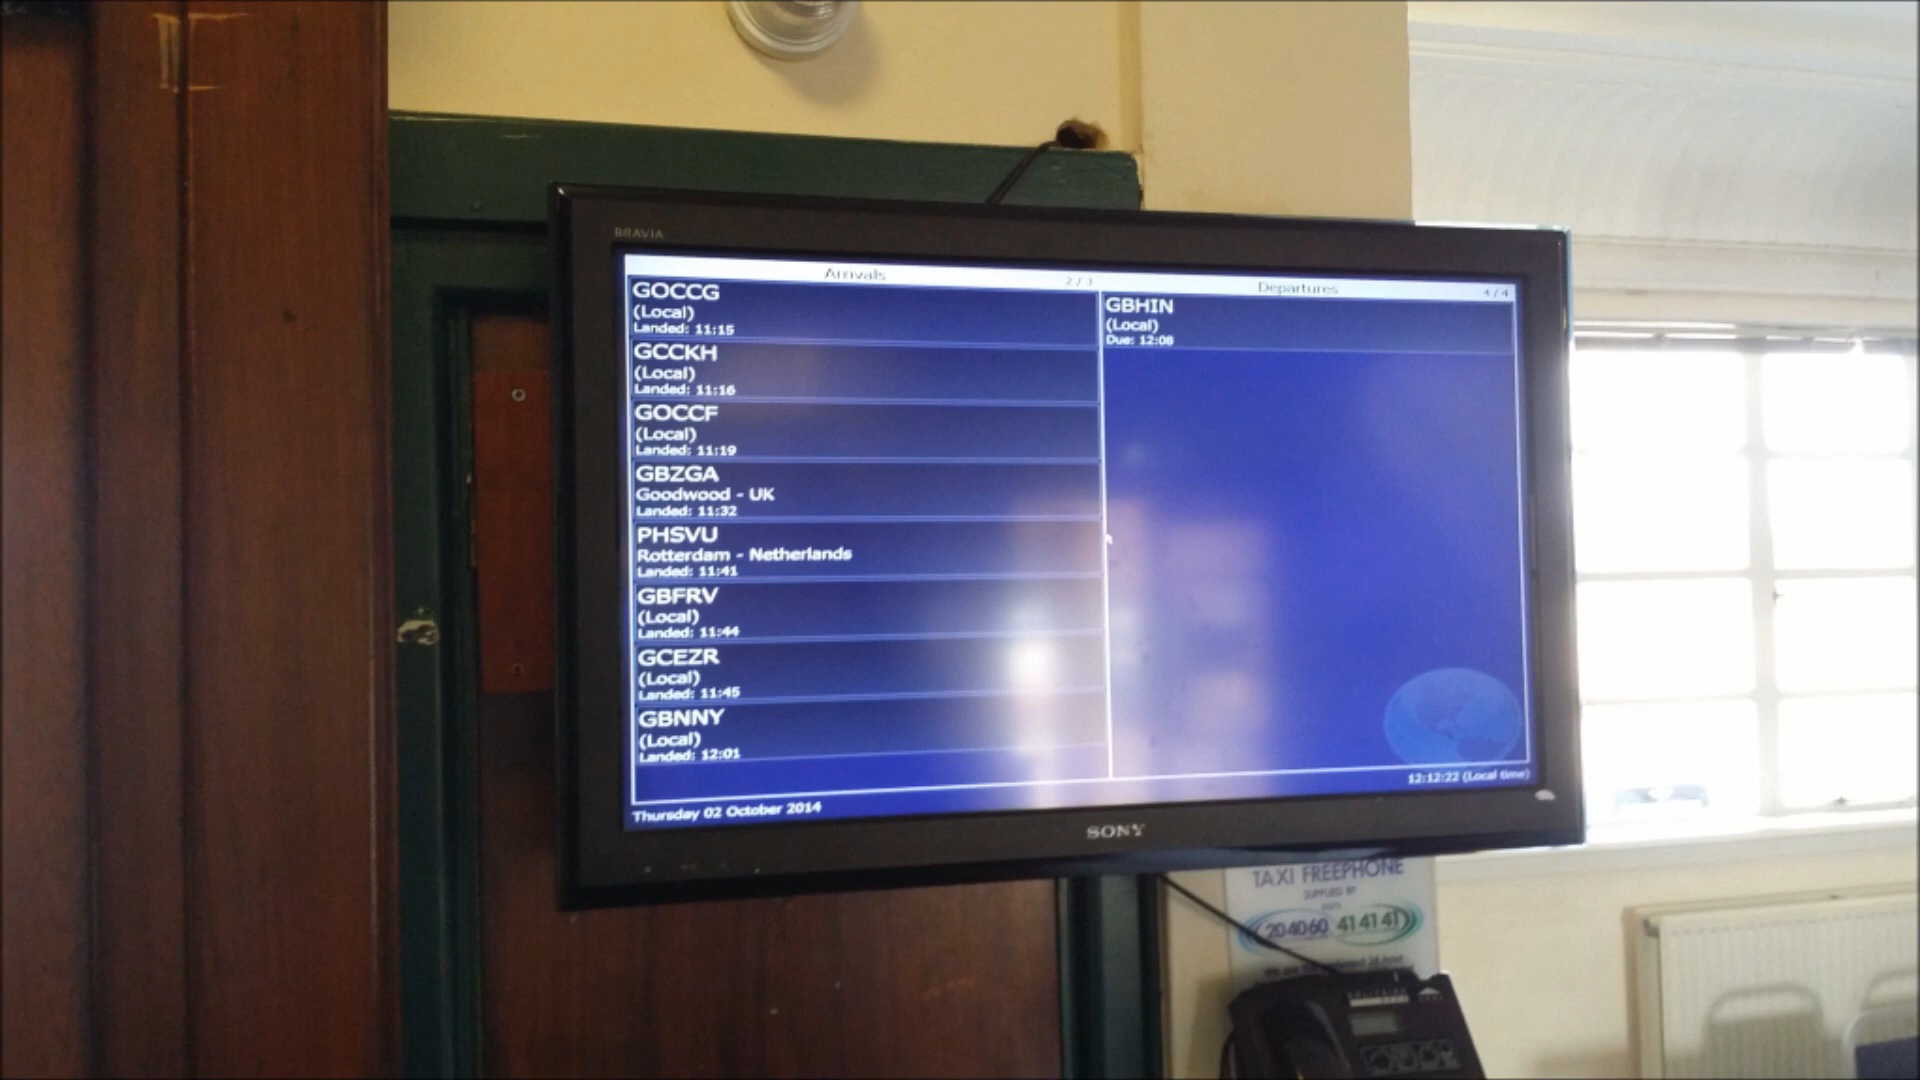 BRAVIA
Arrivals 2/3
GOCCG
(Local)
Landed: 11:15
GCCKH
(Local)
Landed: 11:16
GOCCF
(Local)
Landed: 11:19
GBZGA
Goodwood - UK
Landed: 11:32
PHSVU
Rotterdam - Netherlands
Landed: 11:41
GBFRV
(Local)
Landed: 11:44
GCEZR
(Local)
Landed: 11:45
GBNNY
(Local)
Landed: 12:01
Departures 4/4
GBHIN
(Local)
Due: 12:08
12:12:22 (Local time)
Thursday 02 October 2014
SONY
TAXI FREEPHONE
SUPPLIED BY
204060 414141